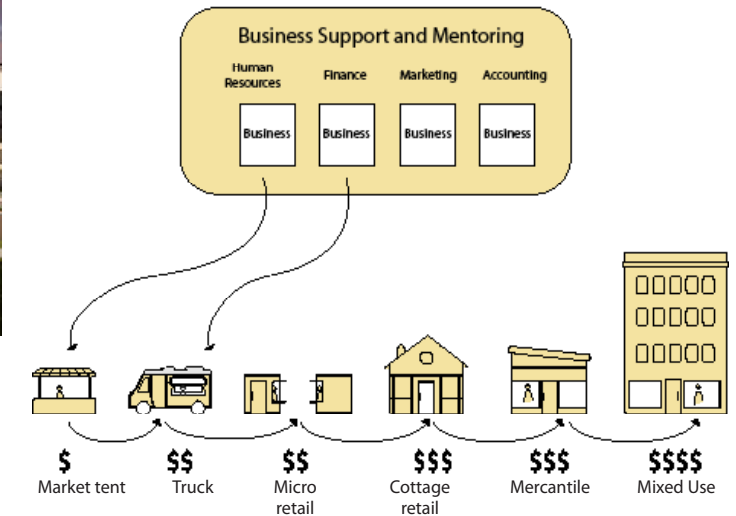 Business Support and Mentoring
Human
Resources
Finance
Marketing
Accounting
Business
Business
Business
Business
$
$$
$$
$$$
$$$
$$$$
Market tent
Truck
Micro
retail
Cottage
retail
Mercantile
Mixed Use